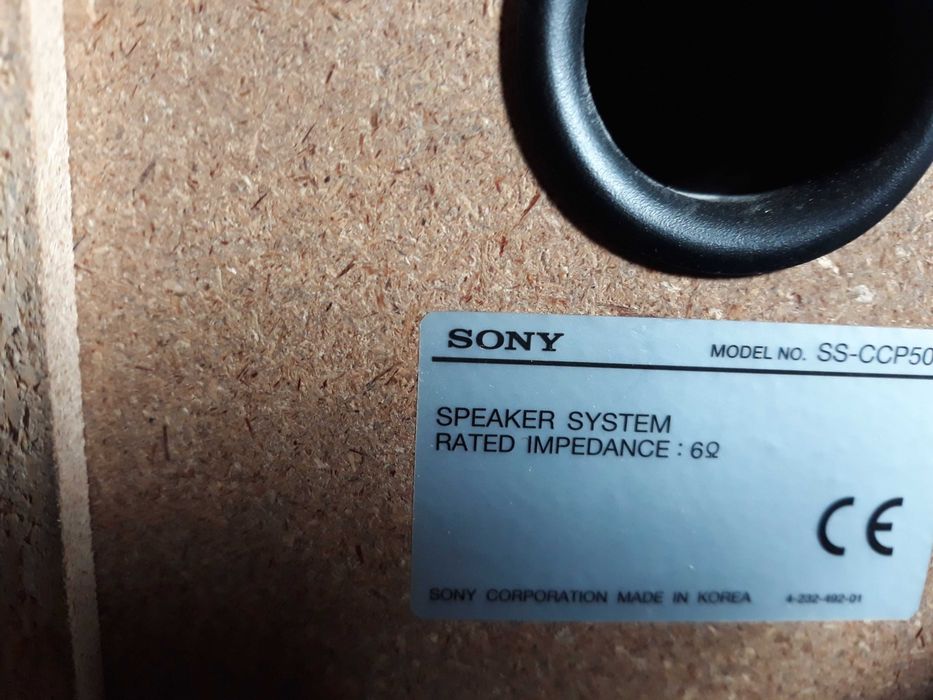 SONY MODEL NO. SS-CCP50
SPEAKER SYSTEM
RATED IMPEDANCE : 6Ω
CE
SONY CORPORATION MADE IN KOREA 4-232-492-01